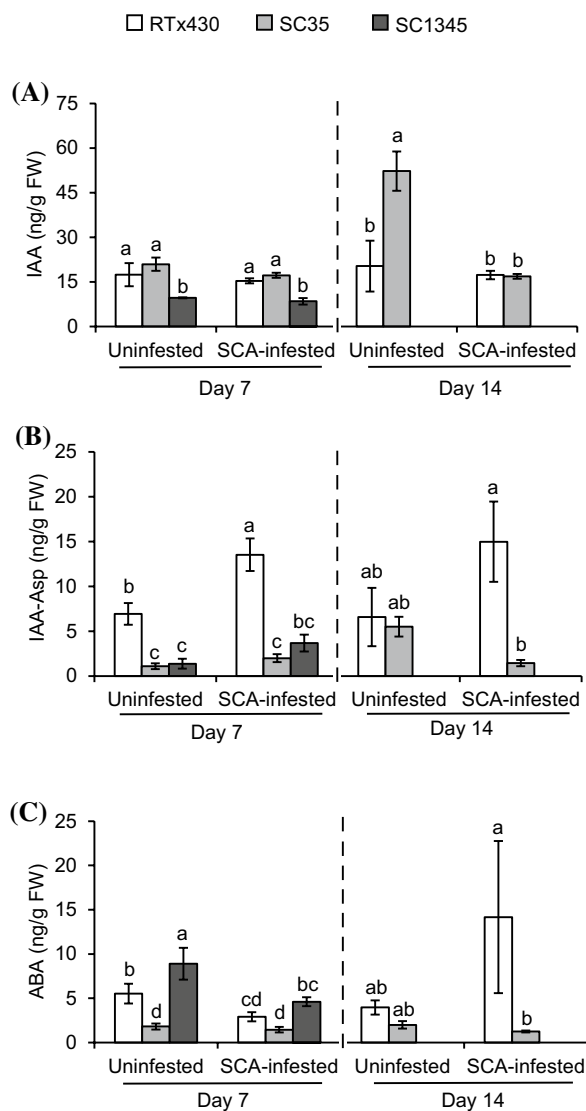 RTx430 SC35 SC1345
(A)
IAA (ng/g FW)
75
60
45
30
15
0
a a b a a b b a b b
Uninfested SCA-infested Uninfested SCA-infested
Day 7 Day 14
(B)
IAA-Asp (ng/g FW)
25
20
15
10
5
0
b c c a c bc ab ab a b
Uninfested SCA-infested Uninfested SCA-infested
Day 7 Day 14
(C)
ABA (ng/g FW)
25
20
15
10
5
0
b d a cd d bc ab ab a b
Uninfested SCA-infested Uninfested SCA-infested
Day 7 Day 14